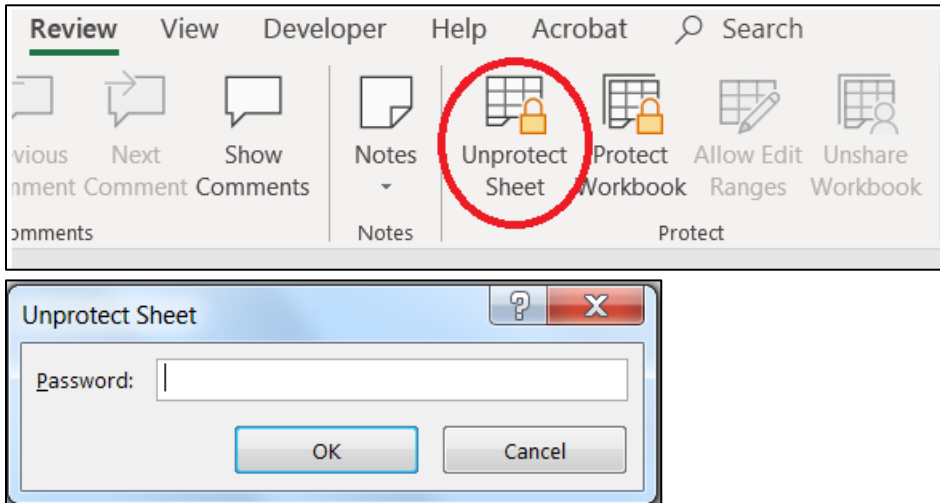 Review View Developer Help Acrobat Search
vious Next Show Notes Unprotect Protect Allow Edit Unshare
nment Comment Comments Sheet Workbook Ranges Workbook
omments Notes Protect
Unprotect Sheet
Password:
OK Cancel